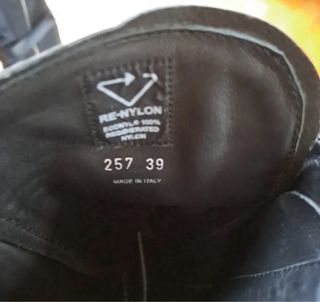 RE-NYLON
ECONYL® 100%
REGENERATED
NYLON
257 39
MADE IN ITALY